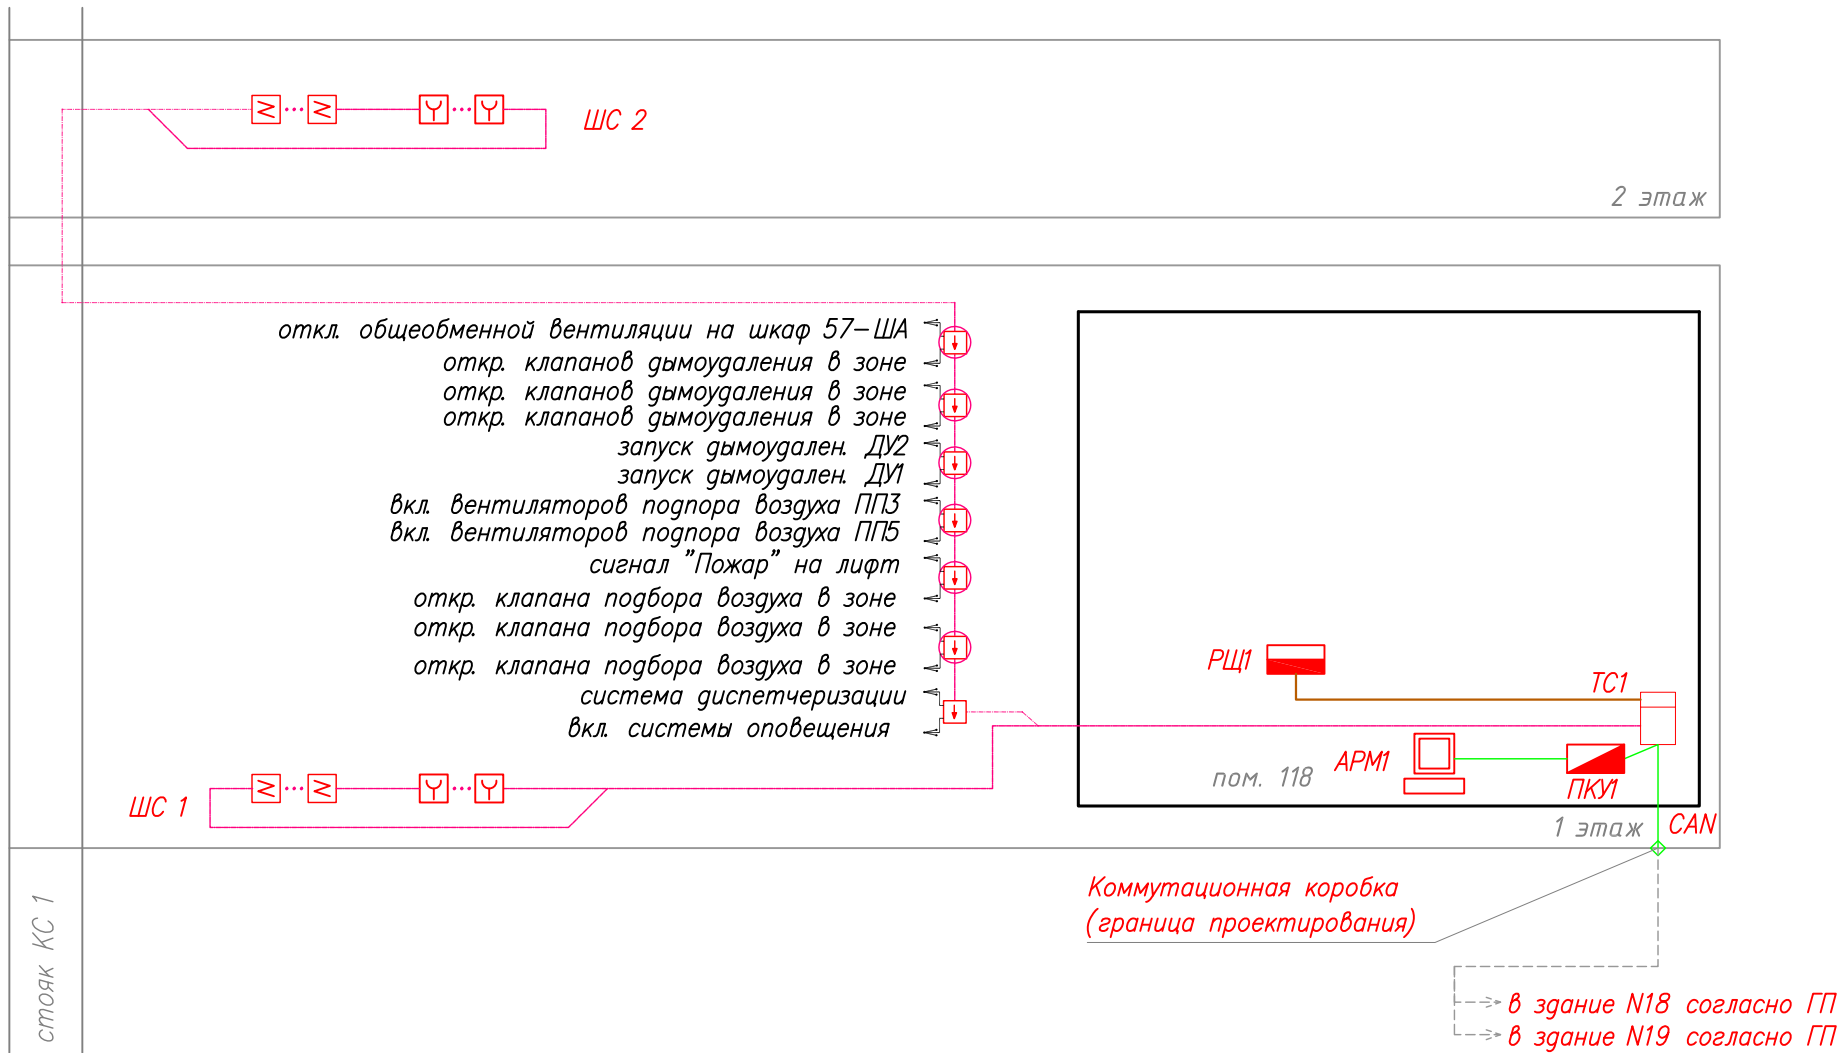 ШС 2
2 этаж
откл. общеобменной вентиляции на шкаф 57-ША
откр. клапанов дымоудаления в зоне
откр. клапанов дымоудаления в зоне
откр. клапанов дымоудаления в зоне
запуск дымоудален. ДУ2
запуск дымоудален. ДУ1
вкл. вентиляторов подпора воздуха ПП3
вкл. вентиляторов подпора воздуха ПП5
сигнал "Пожар" на лифт
откр. клапана подбора воздуха в зоне
откр. клапана подбора воздуха в зоне
откр. клапана подбора воздуха в зоне
система диспетчеризации
вкл. системы оповещения
РЩ1
ТС1
АРМ1
пом. 118
ПКУ1
ШС 1
1 этаж
CAN
Коммутационная коробка
(граница проектирования)
стояк КС 1
в здание N18 согласно ГП
в здание N19 согласно ГП